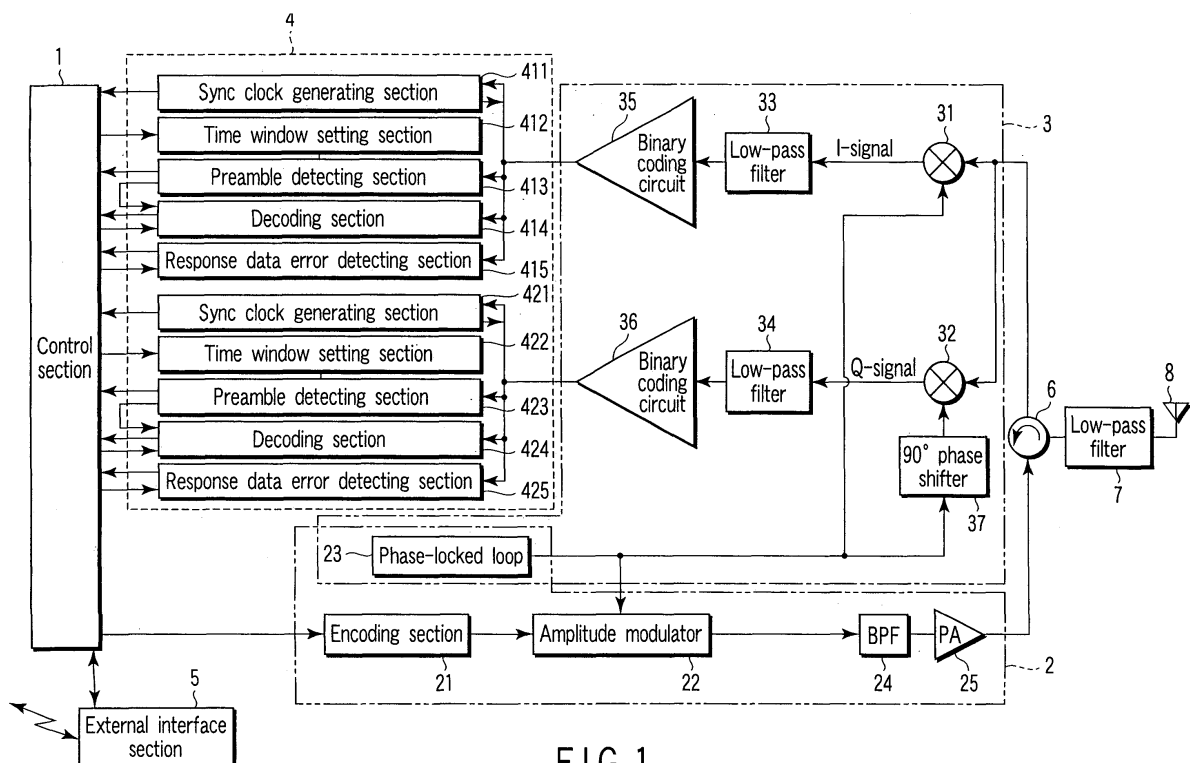 4
1
411
Sync clock generating section
412
Time window setting section
Preamble detecting section
413
Decoding section
414
Response data error detecting section
415
421
Sync clock generating section
422
Time window setting section
Preamble detecting section
423
Decoding section
424
Response data error detecting section
425
Control
section
35
Binary
coding
circuit
33
Low-pass
filter
I-signal
31
3
36
Binary
coding
circuit
34
Low-pass
filter
Q-signal
32
90° phase
shifter
37
6
Low-pass
filter
7
8
23
Phase-locked loop
Encoding section
21
Amplitude modulator
22
BPF
24
PA
25
2
5
External interface
section
FIG. 1